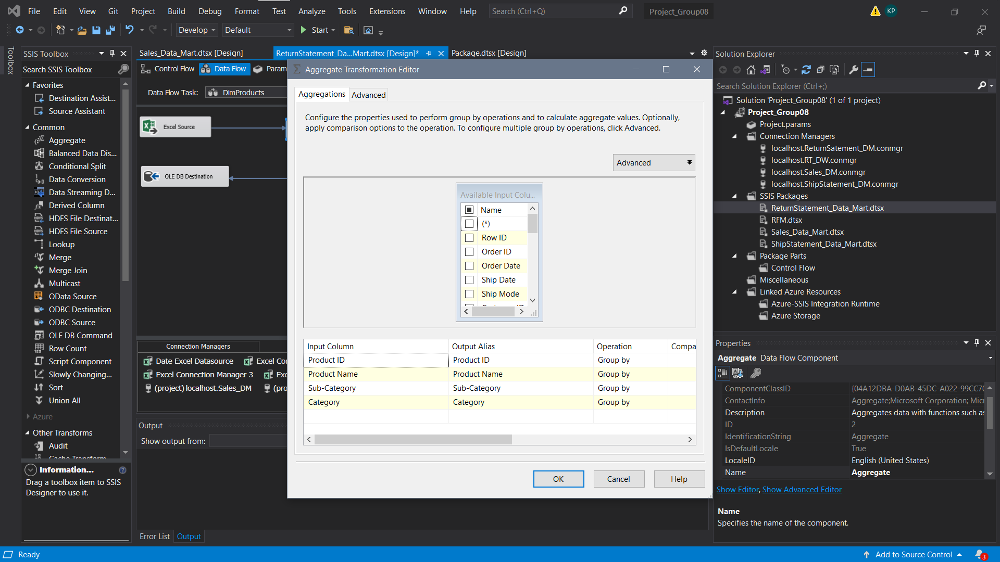 File Edit View Git Project Build Debug Format Test Analyze Tools Extensions Window Help Search (Ctrl+Q) Project_Group08 KP
Develop Default Start
Toolbox
SSIS Toolbox
Search SSIS Toolbox
Favorites
Destination Assist...
Source Assistant
Common
Aggregate
Balanced Data Dis...
Conditional Split
Data Conversion
Data Streaming D...
Derived Column
HDFS File Destinat...
HDFS File Source
Lookup
Merge
Merge Join
Multicast
OData Source
ODBC Destination
ODBC Source
OLE DB Command
Row Count
Script Component
Slowly Changing...
Sort
Union All
Azure
Other Transforms
Audit
Cache Transform
Information...
Drag a toolbox item to SSIS
Designer to use it.
Sales_Data_Mart.dtsx [Design] ReturnStatement_Da...Mart.dtsx [Design]* Package.dtsx [Design]
Control Flow Data Flow Param
Data Flow Task: DimProducts
Excel Source
OLE DB Destination
Connection Managers
Date Excel Datasource Excel Co
Excel Connection Manager 3 Exc
(project) localhost.Sales_DM (pro
Output
Show output from:
Error List Output
Aggregate Transformation Editor
Aggregations Advanced
Configure the properties used to perform group by operations and to calculate aggregate values. Optionally,
apply comparison options to the operation. To configure multiple group by operations, click Advanced.
Advanced
Available Input Colu...
Name
(*)
Row ID
Order ID
Order Date
Ship Date
Ship Mode
Input Column Output Alias Operation Compa
Product ID Product ID Group by
Product Name Product Name Group by
Sub-Category Sub-Category Group by
Category Category Group by
OK Cancel Help
Solution Explorer
Search Solution Explorer (Ctrl+;)
Solution 'Project_Group08' (1 of 1 project)
Project_Group08
Project.params
Connection Managers
localhost.ReturnSatement_DM.conmgr
localhost.RT_DW.conmgr
localhost.Sales_DM.conmgr
localhost.ShipStatement_DM.conmgr
SSIS Packages
ReturnStatement_Data_Mart.dtsx
RFM.dtsx
Sales_Data_Mart.dtsx
ShipStatement_Data_Mart.dtsx
Package Parts
Control Flow
Miscellaneous
Linked Azure Resources
Azure-SSIS Integration Runtime
Azure Storage
Properties
Aggregate Data Flow Component
ComponentClassID {04A12DBA-D0AB-45DC-A022-99CC70
ContactInfo Aggregate;Microsoft Corporation; Micr
Description Aggregates data with functions such as
ID 2
IdentificationString Aggregate
IsDefaultLocale True
LocaleID English (United States)
Name Aggregate
Show Editor, Show Advanced Editor
Name
Specifies the name of the component.
Ready Add to Source Control 3